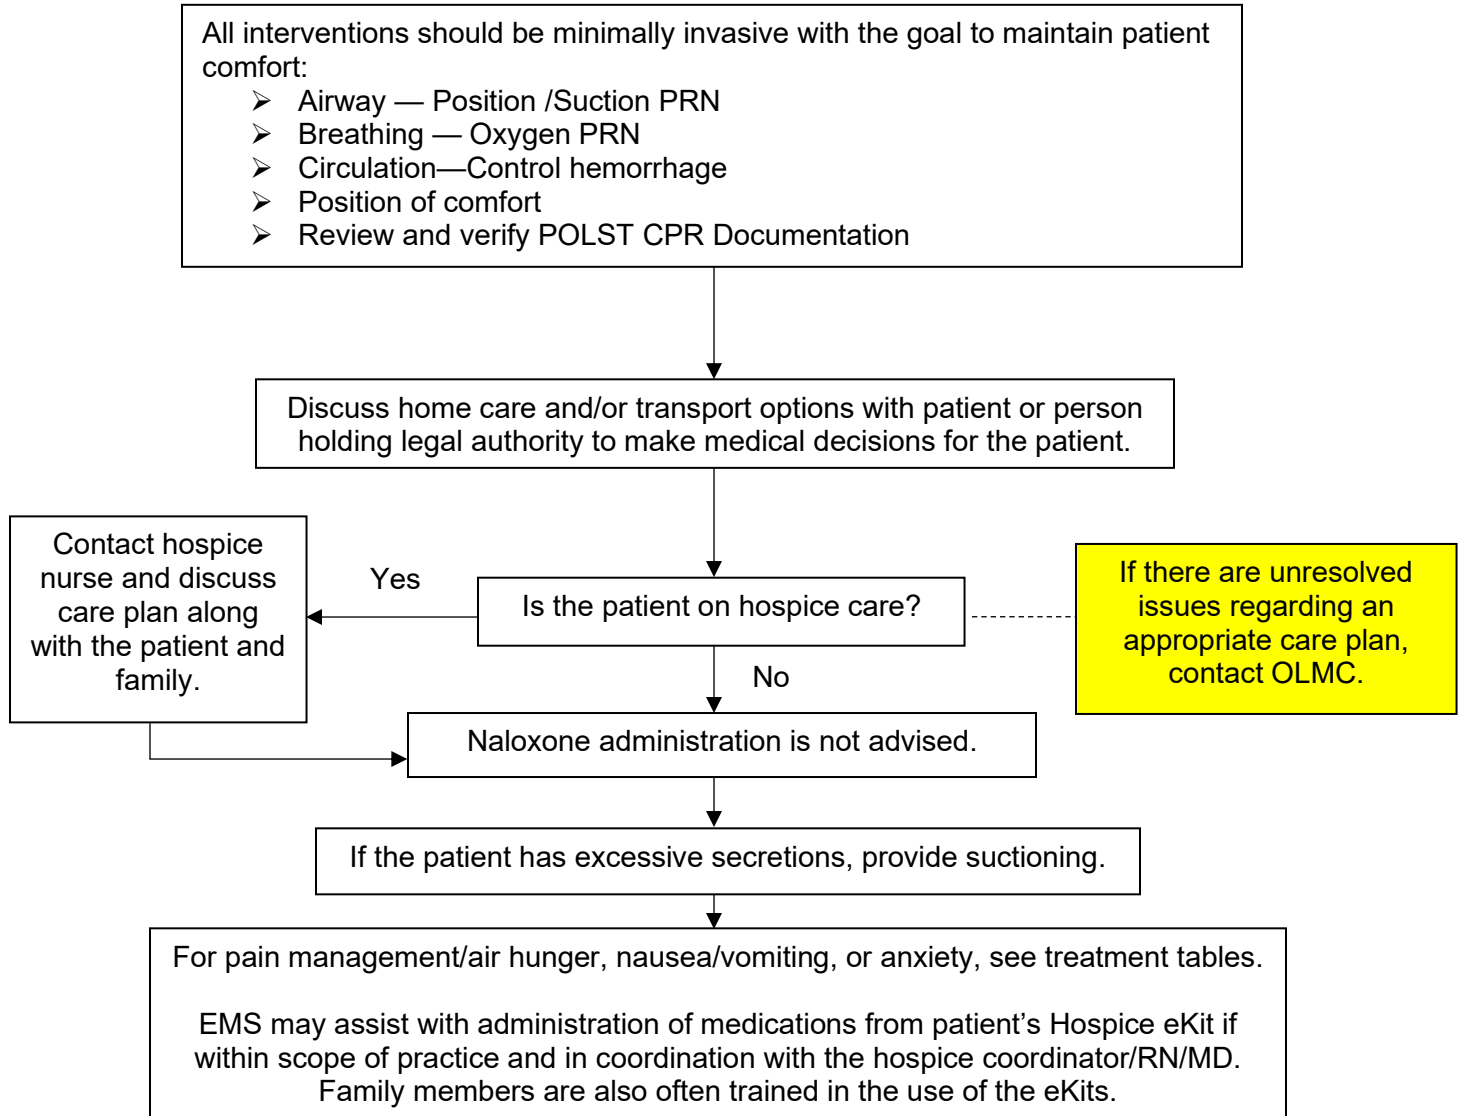 All interventions should be minimally invasive with the goal to maintain patient
comfort:
➢ Airway — Position /Suction PRN
➢ Breathing — Oxygen PRN
➢ Circulation—Control hemorrhage
➢ Position of comfort
➢ Review and verify POLST CPR Documentation
Discuss home care and/or transport options with patient or person
holding legal authority to make medical decisions for the patient.
Is the patient on hospice care?
Yes
Contact hospice
nurse and discuss
care plan along
with the patient and
family.
If there are unresolved
issues regarding an
appropriate care plan,
contact OLMC.
No
Naloxone administration is not advised.
If the patient has excessive secretions, provide suctioning.
For pain management/air hunger, nausea/vomiting, or anxiety, see treatment tables.
EMS may assist with administration of medications from patient’s Hospice eKit if
within scope of practice and in coordination with the hospice coordinator/RN/MD.
Family members are also often trained in the use of the eKits.